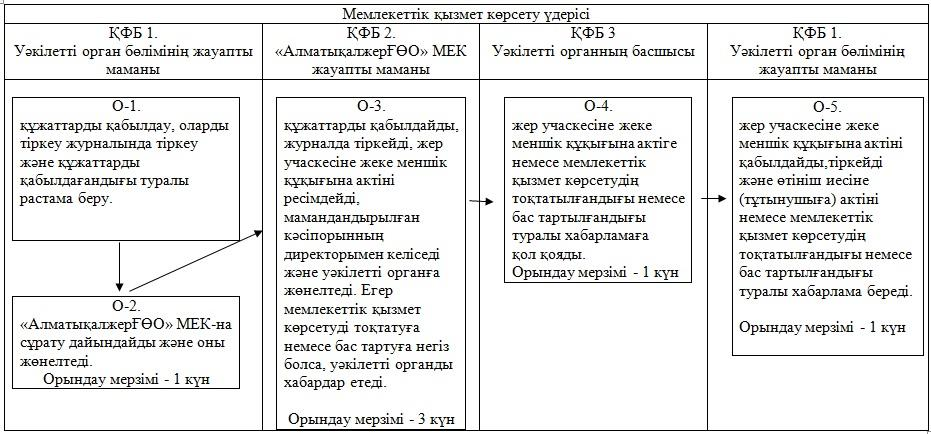 Мемлекеттік қызмет көрсету үдерісі
ҚФБ 1.
Уәкілетті орган бөлімінің жауапты
маманы
ҚФБ 2.
«АлматықалжерҒӨО» МЕК
жауапты маманы
ҚФБ 3
Уәкілетті органның басшысы
ҚФБ 1.
Уәкілетті орган бөлімінің
жауапты маманы
О-1.
құжаттарды қабылдау, оларды
тіркеу журналында тіркеу
және құжаттарды
қабылдағандығы туралы
растама беру.
О-2.
«АлматықалжерҒӨО» МЕК-на
сұрату дайындайды және оны
жөнелтеді.
Орындау мерзімі - 1 күн
О-3.
құжаттарды қабылдайды,
журналда тіркейді, жер
учаскесіне жеке меншік
құқығына актіні
ресімдейді,
мамандандырылған
кәсіпорынның
директорымен келіседі
және уәкілетті органға
жөнелтеді. Егер
мемлекеттік қызмет
көрсетуді тоқтатуға
немесе бас тартуға негіз
болса, уәкілетті органды
хабардар етеді.
Орындау мерзімі - 3 күн
О-4.
жер учаскесіне жеке
меншік құқығына актіге
немесе мемлекеттік
қызмет көрсетудің
тоқтатылғандығы немесе
бас тартылғандығы
туралы хабарламаға
қол қояды.
Орындау мерзімі - 1 күн
О-5.
жер учаскесіне жеке
меншік құқығына актіні
қабылдайды,тіркейді
және өтініш иесіне
(тұтынушыға) актіні
немесе мемлекеттік
қызмет көрсетудің
тоқтатылғандығы немесе
бас тартылғандығы
туралы хабарлама береді.
Орындау мерзімі - 1 күн